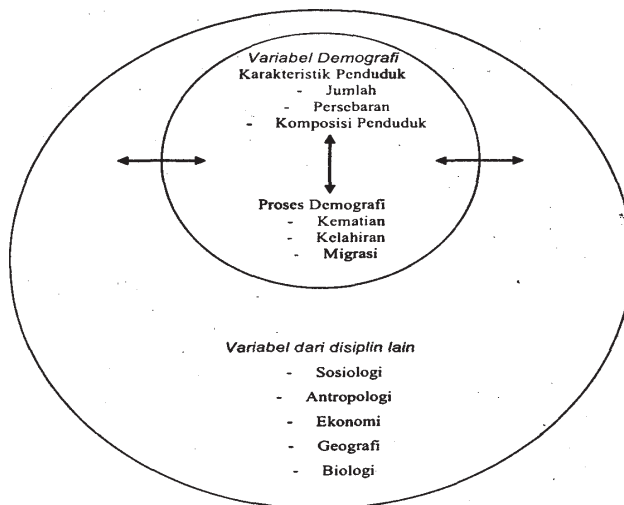 Variabel Demografi
Karakteristik Penduduk
- Jumlah
- Persebaran
- Komposisi Penduduk
Proses Demografi
- Kematian
- Kelahiran
- Migrasi
Variabel dari disiplin lain
- Sosiologi
- Antropologi
- Ekonomi
- Geografi
- Biologi